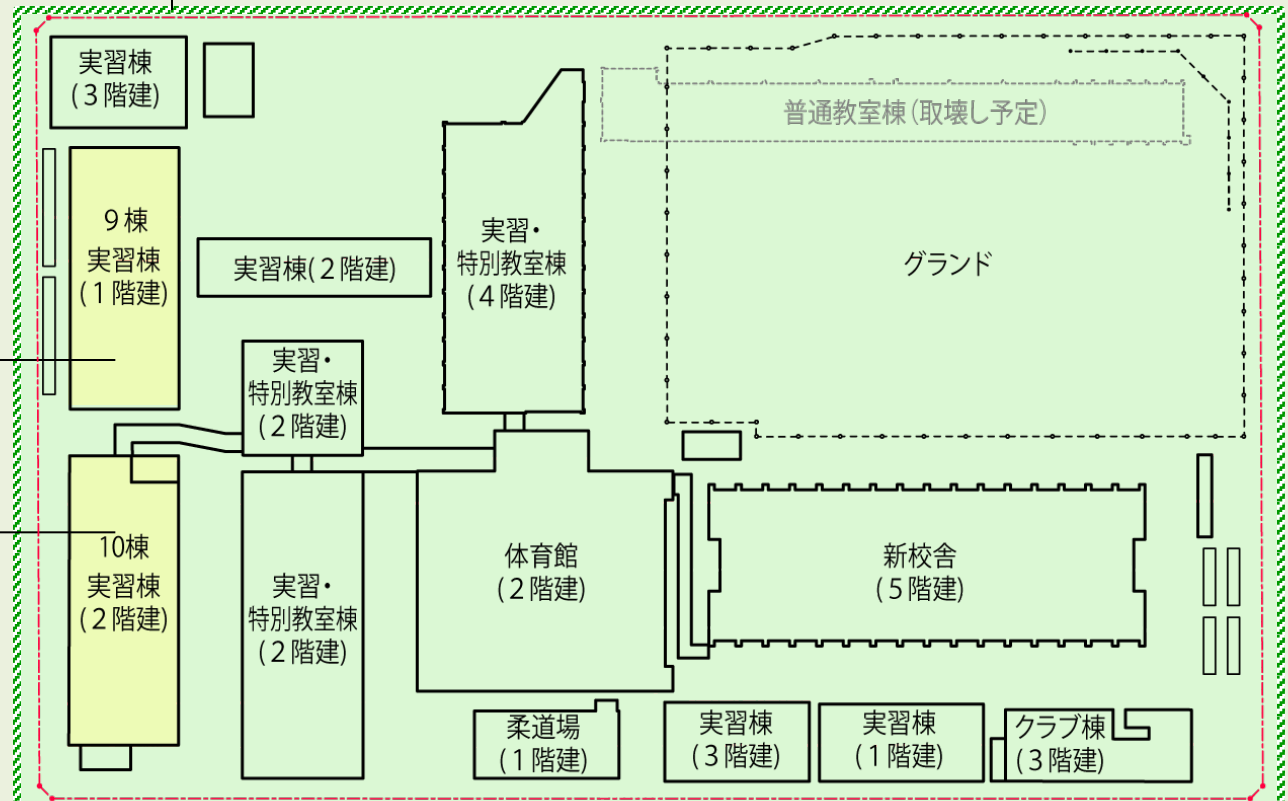 実習棟
(３階建)
普通教室棟(取壊し予定)
9棟
実習棟
(１階建)
実習棟(２階建)
実習・
特別教室棟
(４階建)
グランド
実習・
特別教室棟
(２階建)
10棟
実習棟
(２階建)
実習・
特別教室棟
(２階建)
体育館
(２階建)
新校舎
(５階建)
柔道場
(１階建)
実習棟
(３階建)
実習棟
(１階建)
クラブ棟
(３階建)